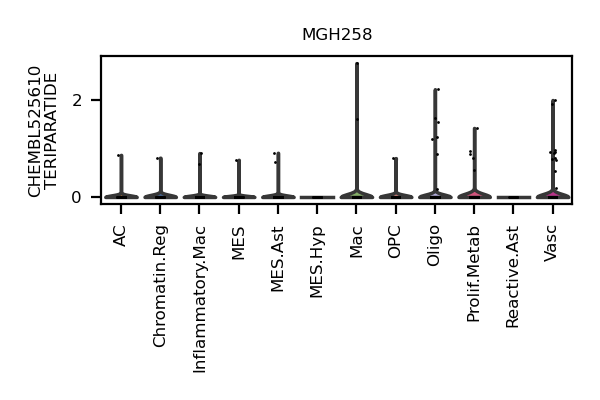 MGH258
CHEMBL525610
TERIPARATIDE
2
0
AC
Chromatin.Reg
Inflammatory.Mac
MES
MES.Ast
MES.Hyp
Mac
OPC
Oligo
Prolif.Metab
Reactive.Ast
Vasc